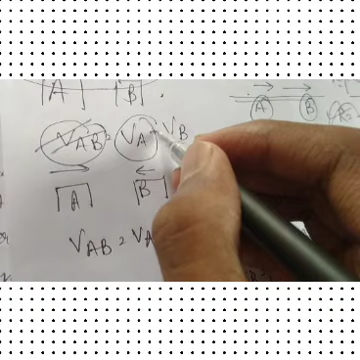 A B .
A B
VAB = VA - VB
A B
VAB = VA